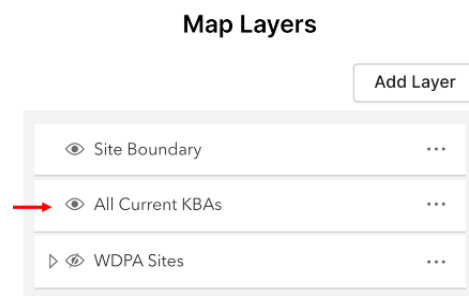 Map Layers
Add Layer
Site Boundary
All Current KBAs
WDPA Sites